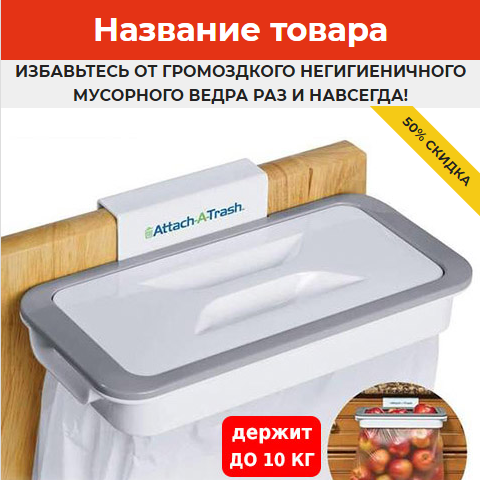 Название товара
ИЗБАВЬТЕСЬ ОТ ГРОМОЗДКОГО НЕГИГИЕНИЧНОГО
МУСОРНОГО ВЕДРА РАЗ И НАВСЕГДА!
50% СКИДКА
Attach-A-Trash
держит
ДО 10 КГ